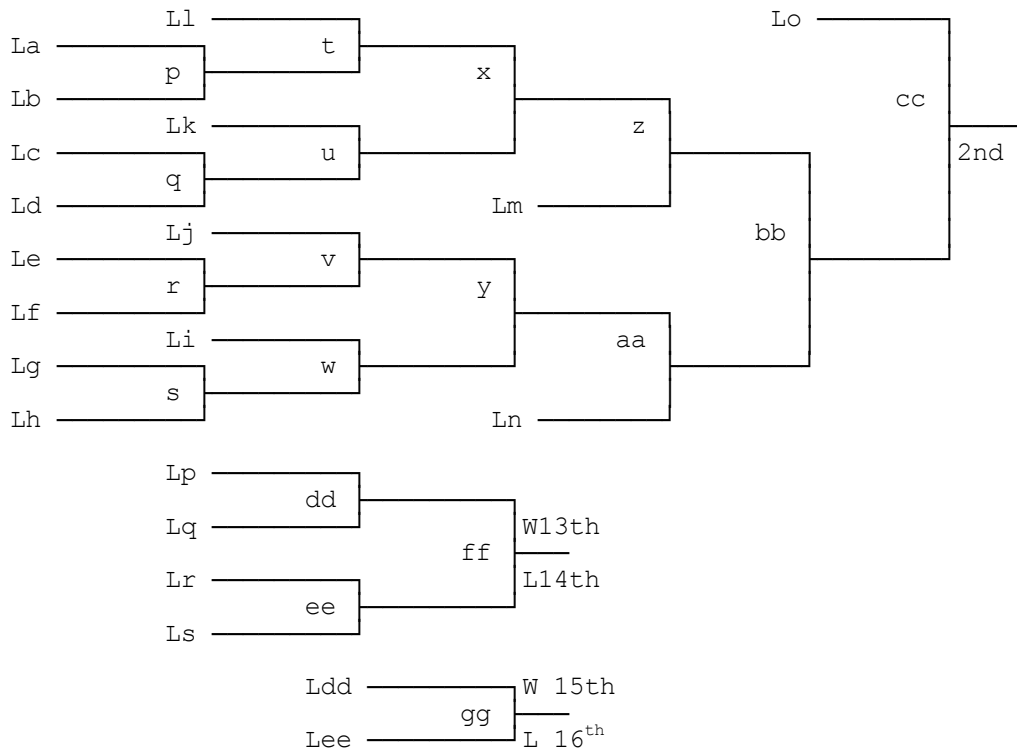 Ll Lo
La t
p x
Lb cc
Lk z
Lc u 2nd
q
Ld Lm
Lj bb
Le v
r y
Lf
Li aa
Lg w
s
Lh Ln
Lp
dd
Lq W13th
ff
Lr L14th
ee
Ls
Ldd W 15th
gg
Lee L 16th